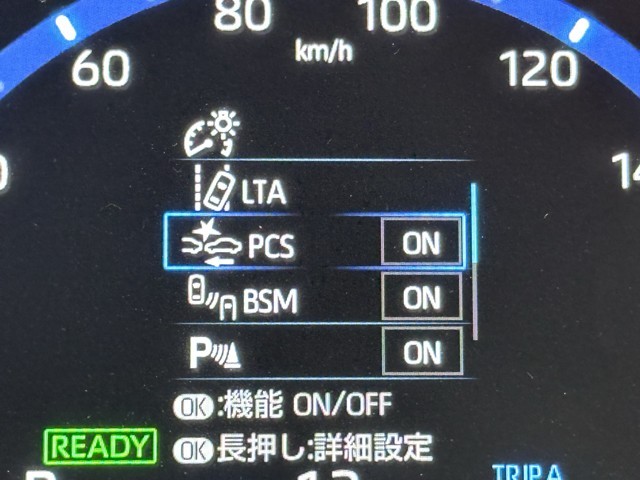 80 100
60 km/h 120
LTA
PCS ON
BSM ON
P ON
OK:機能 ON/OFF
READY OK長押し:詳細設定
TRIP A